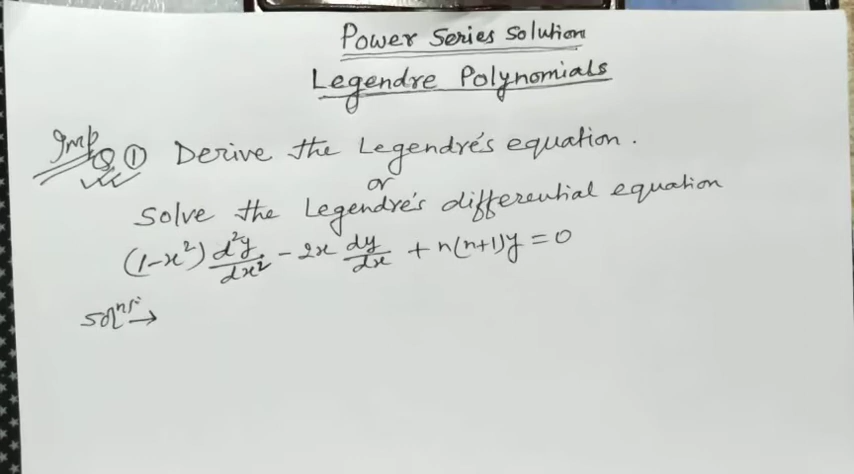 Power Series Solution
Legendre Polynomials
Imp Q ① Derive the Legendre's equation.
or
Solve the Legendre's differential equation
(1-x²) d²y/dx² - 2x dy/dx + n(n+1)y = 0
Solⁿ:→